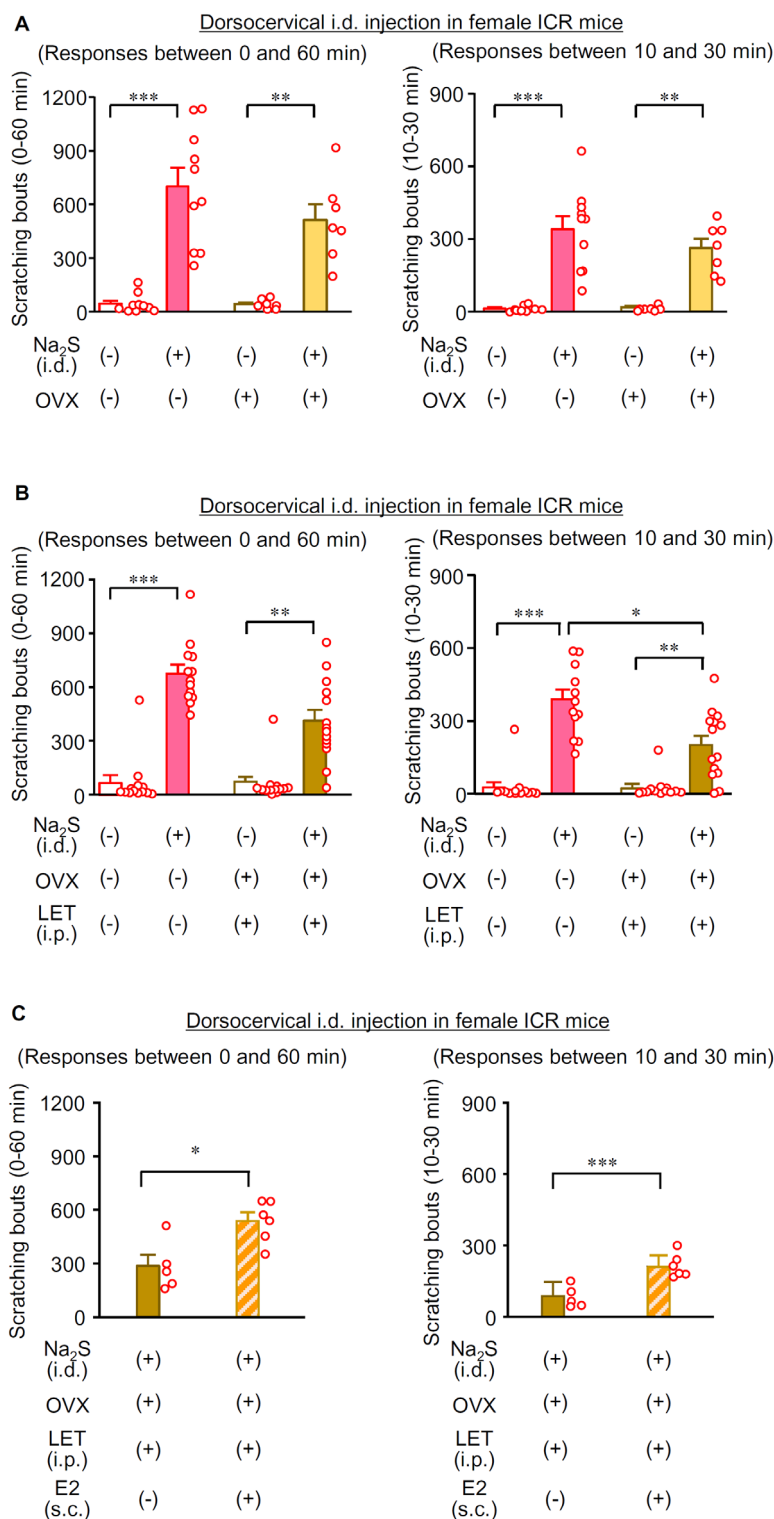 A
Dorsocervical i.d. injection in female ICR mice
(Responses between 0 and 60 min)
Scratching bouts (0-60 min)
1200
900
600
300
0
***
**
Na₂S
(i.d.)
(-) (+) (-) (+)
OVX (-) (-) (+) (+)
(Responses between 10 and 30 min)
Scratching bouts (10-30 min)
900
600
300
0
***
**
Na₂S
(i.d.)
(-) (+) (-) (+)
OVX (-) (-) (+) (+)
B
Dorsocervical i.d. injection in female ICR mice
(Responses between 0 and 60 min)
Scratching bouts (0-60 min)
1200
900
600
300
0
***
**
Na₂S
(i.d.)
(-) (+) (-) (+)
OVX (-) (-) (+) (+)
LET
(i.p.)
(-) (-) (+) (+)
(Responses between 10 and 30 min)
Scratching bouts (10-30 min)
900
600
300
0
***
*
**
Na₂S
(i.d.)
(-) (+) (-) (+)
OVX (-) (-) (+) (+)
LET
(i.p.)
(-) (-) (+) (+)
C
Dorsocervical i.d. injection in female ICR mice
(Responses between 0 and 60 min)
Scratching bouts (0-60 min)
1200
900
600
300
0
*
Na₂S
(i.d.)
(+) (+)
OVX (+) (+)
LET
(i.p.)
(+) (+)
E2
(s.c.)
(-) (+)
(Responses between 10 and 30 min)
Scratching bouts (10-30 min)
900
600
300
0
***
Na₂S
(i.d.)
(+) (+)
OVX (+) (+)
LET
(i.p.)
(+) (+)
E2
(s.c.)
(-) (+)